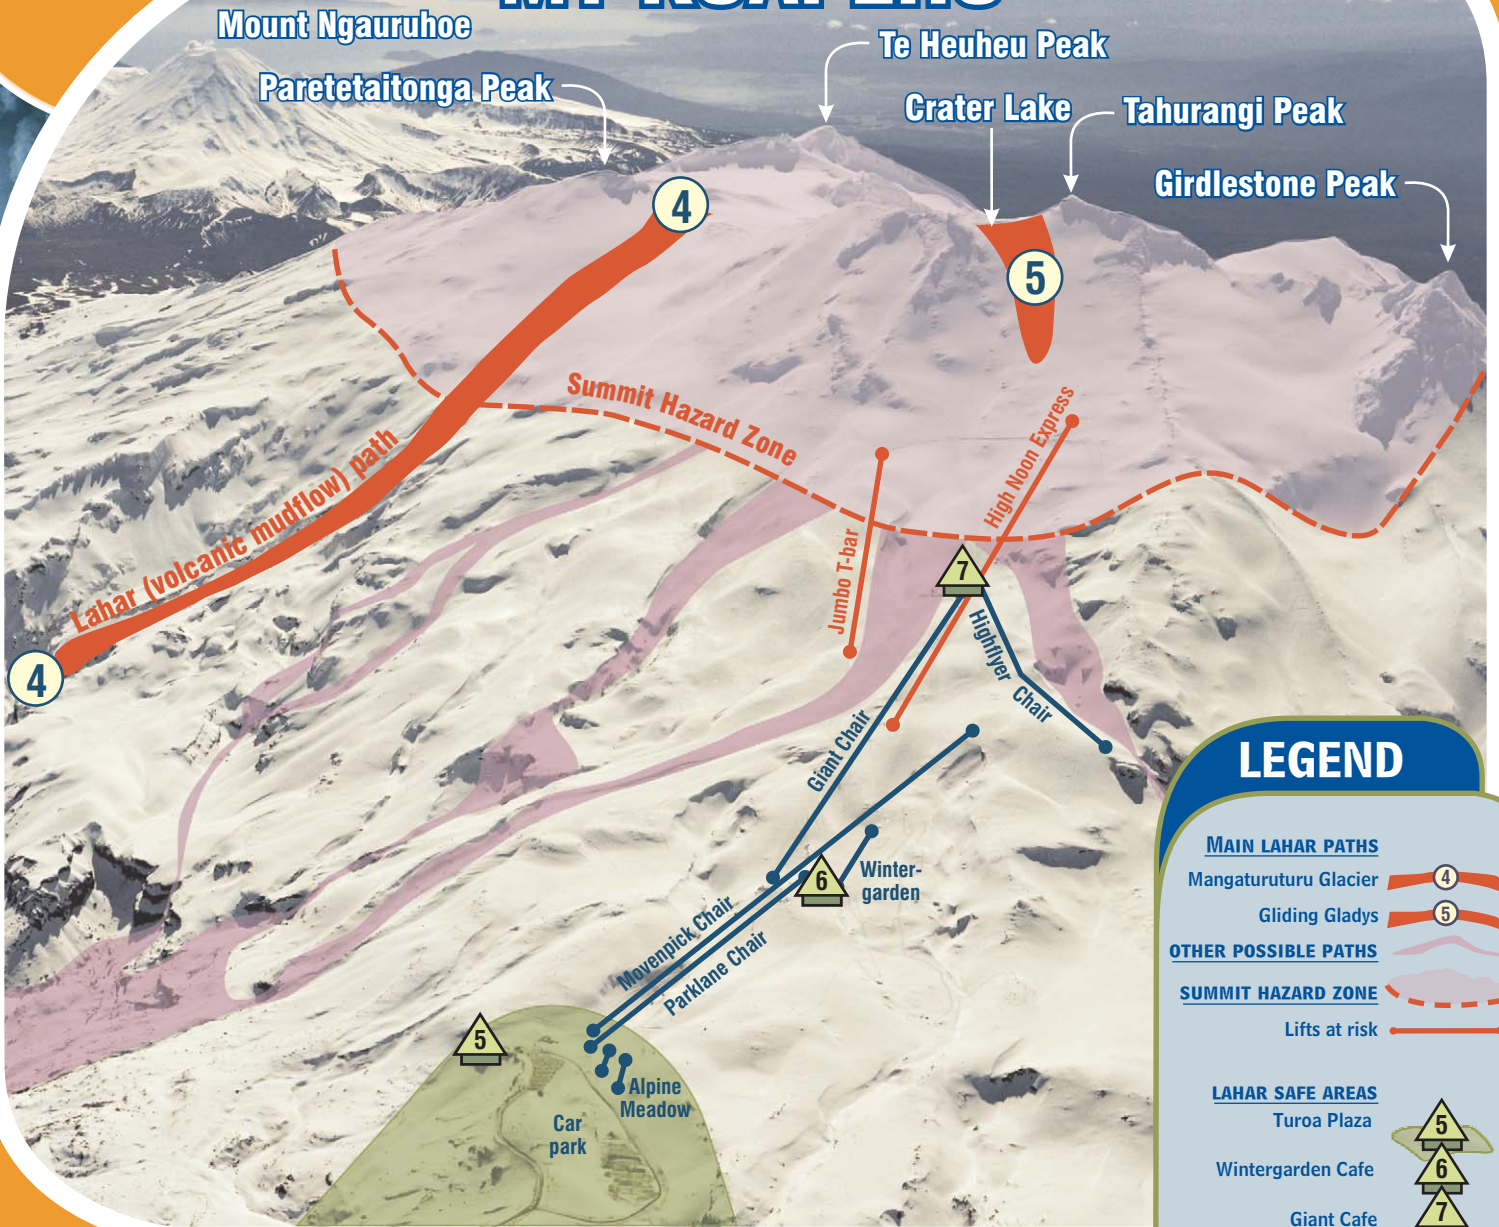 Mount Ngauruhoe
Te Heuheu Peak
Paretetaitonga Peak
Crater Lake
Tahurangi Peak
Girdlestone Peak
4
5
Summit Hazard Zone
High Noon Express
Lahar (volcanic mudflow) path
Jumbo T-bar
7
4
Highflyer Chair
Giant Chair
6
Winter-
garden
Movenpick Chair
Parklane Chair
5
Alpine
Meadow
Car
park
LEGEND
MAIN LAHAR PATHS
Mangaturuturu Glacier 4
Gliding Gladys 5
OTHER POSSIBLE PATHS
SUMMIT HAZARD ZONE
Lifts at risk
LAHAR SAFE AREAS
Turoa Plaza 5
Wintergarden Cafe 6
Giant Cafe 7